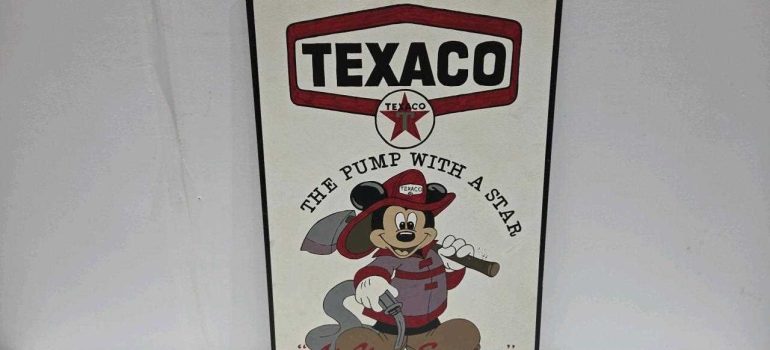 TEXACO
TEXACO
T
THE PUMP WITH A STAR
TEXACO